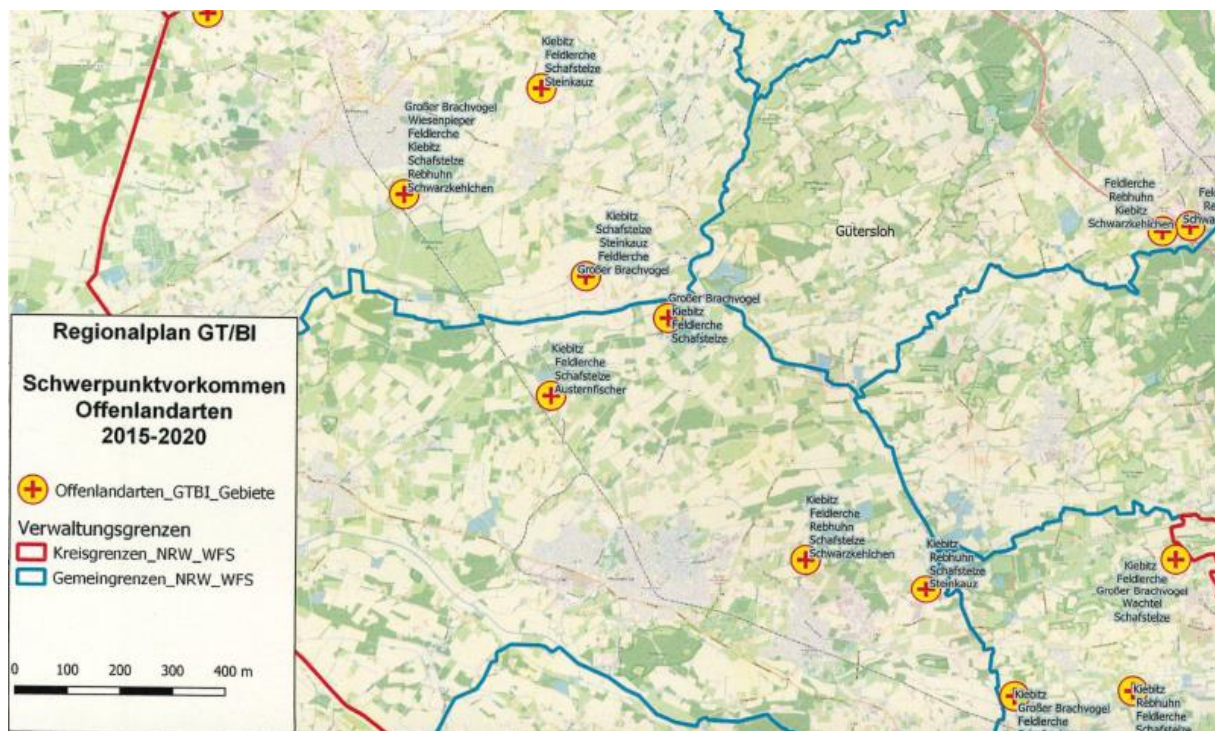 Kiebitz
Feldlerche
Schafstelze
Steinkauz
Großer Brachvogel
Wiesenpieper
Feldlerche
Kiebitz
Schafstelze
Rebhuhn
Schwarzkehlchen
Kiebitz
Schafstelze
Steinkauz
Feldlerche
Großer Brachvogel
Gütersloh
Feldlerche
Rebhuhn
Kiebitz
Schwarzkehlchen
Großer Brachvogel
Kiebitz
Feldlerche
Schafstelze
Kiebitz
Feldlerche
Schafstelze
Austernfischer
Kiebitz
Feldlerche
Rebhuhn
Schafstelze
Schwarzkehlchen
Kiebitz
Rebhuhn
Schafstelze
Steinkauz
Kiebitz
Feldlerche
Großer Brachvogel
Wachtel
Schafstelze
Kiebitz
Großer Brachvogel
Feldlerche
Kiebitz
Rebhuhn
Feldlerche
Schafstelze
Regionalplan GT/BI
Schwerpunktvorkommen
Offenlandarten
2015-2020
Offenlandarten_GTBI_Gebiete
Verwaltungsgrenzen
Kreisgrenzen_NRW_WFS
Gemeingrenzen_NRW_WFS
0 100 200 300 400 m